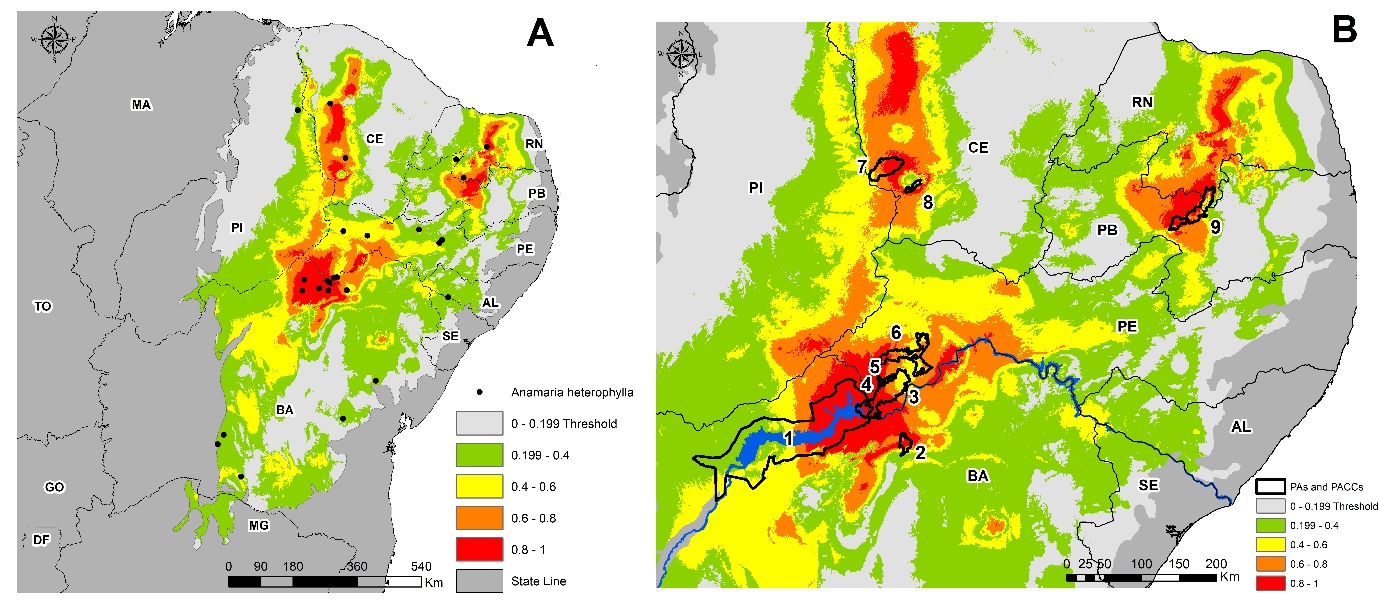 A
N
MA
CE
RN
PB
PI
PE
TO
AL
SE
BA
GO
MG
DF
Anamaria heterophylla
0 - 0.199 Threshold
0.199 - 0.4
0.4 - 0.6
0.6 - 0.8
0.8 - 1
State Line
0 90 180 360 540
Km
B
N
RN
CE
7
8
PI
PB
9
PE
6
5
4
3
1
2
AL
BA
SE
PAs and PACCs
0 - 0.199 Threshold
0.199 - 0.4
0.4 - 0.6
0.6 - 0.8
0.8 - 1
0 25 50 100 150 200
Km